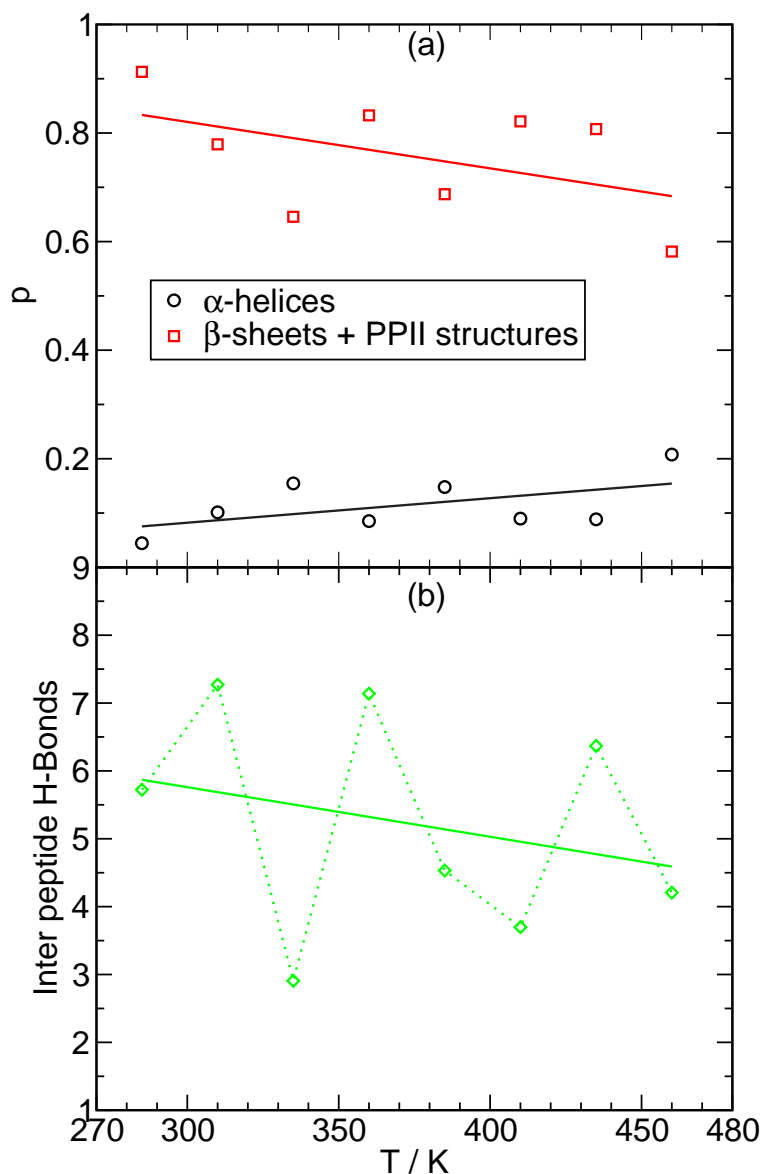 1
(a)
0.8
0.6
p
α-helices
β-sheets + PPII structures
0.4
0.2
9
(b)
8
7
6
5
4
3
2
1
Inter peptide H-Bonds
270 300 350 400 450 480
T / K